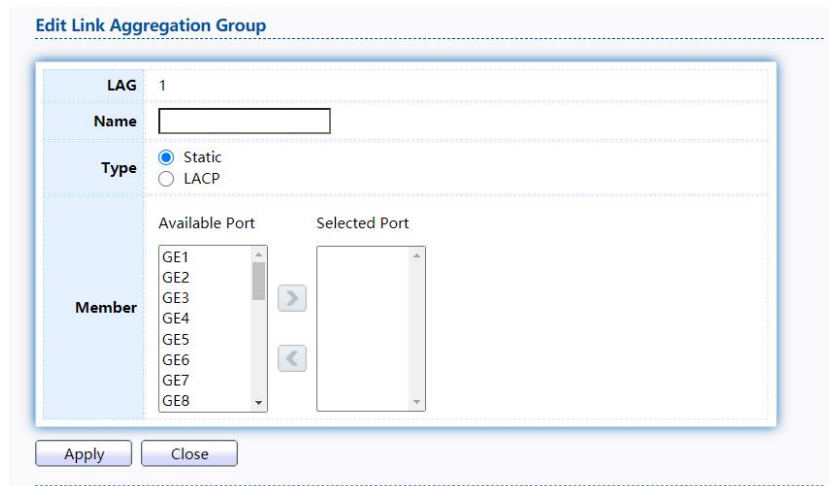 Edit Link Aggregation Group
LAG 1
Name
Type Static
LACP
Available Port Selected Port
Member
GE1
GE2
GE3
GE4
GE5
GE6
GE7
GE8
Apply Close